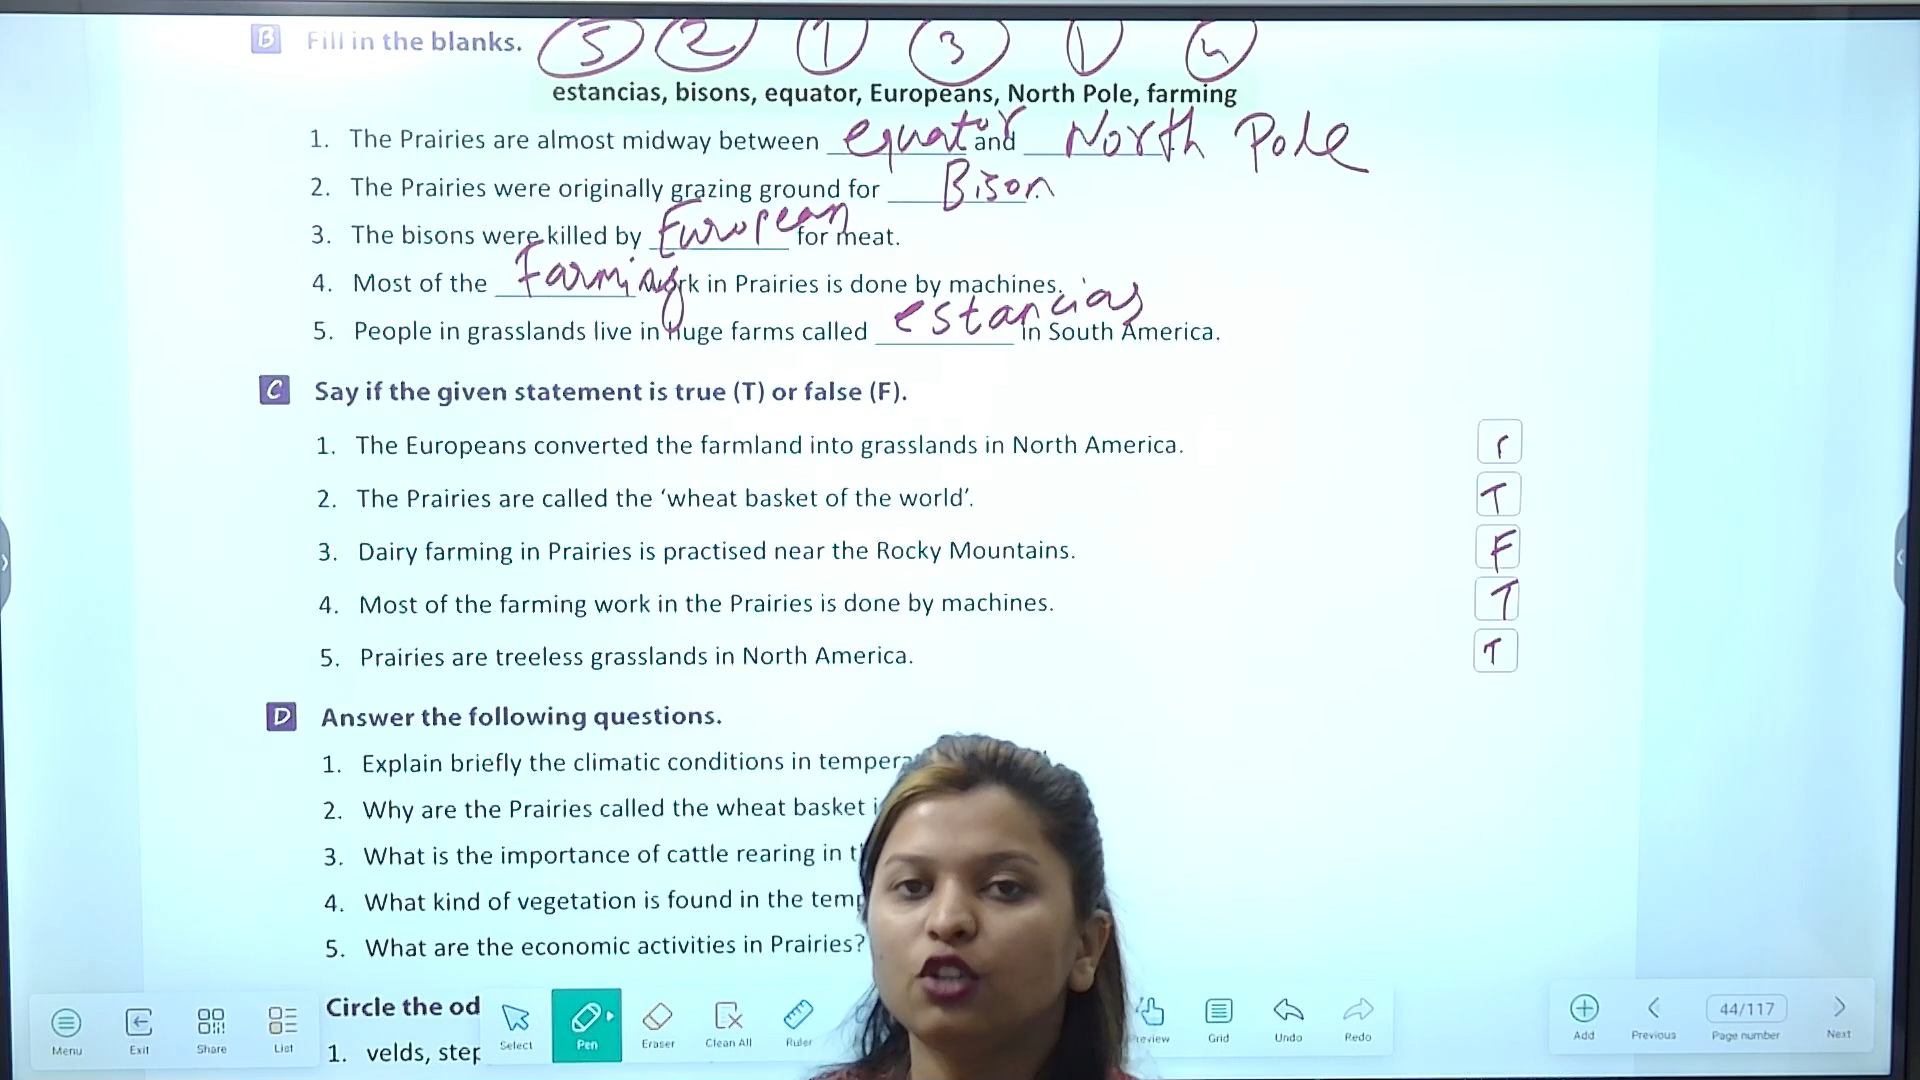 B Fill in the blanks. 5 2 1 3 1 4
estancias, bisons, equator, Europeans, North Pole, farming
1. The Prairies are almost midway between equator and North Pole
2. The Prairies were originally grazing ground for Bison.
3. The bisons were killed by European for meat.
4. Most of the Farming work in Prairies is done by machines.
5. People in grasslands live in huge farms called estancias in South America.
C Say if the given statement is true (T) or false (F).
1. The Europeans converted the farmland into grasslands in North America.
2. The Prairies are called the ‘wheat basket of the world’. T
3. Dairy farming in Prairies is practised near the Rocky Mountains. F
4. Most of the farming work in the Prairies is done by machines. T
5. Prairies are treeless grasslands in North America. T
D Answer the following questions.
1. Explain briefly the climatic conditions in
2. Why are the Prairies called the wheat basket
3. What is the importance of cattle rearing in
4. What kind of vegetation is found in the
5. What are the economic activities in Prairies?
Circle the
1. velds,
Menu Exit Share List Select Pen Eraser Clean All Ruler Grid Undo Redo Add Previous 44/117 Page number Next